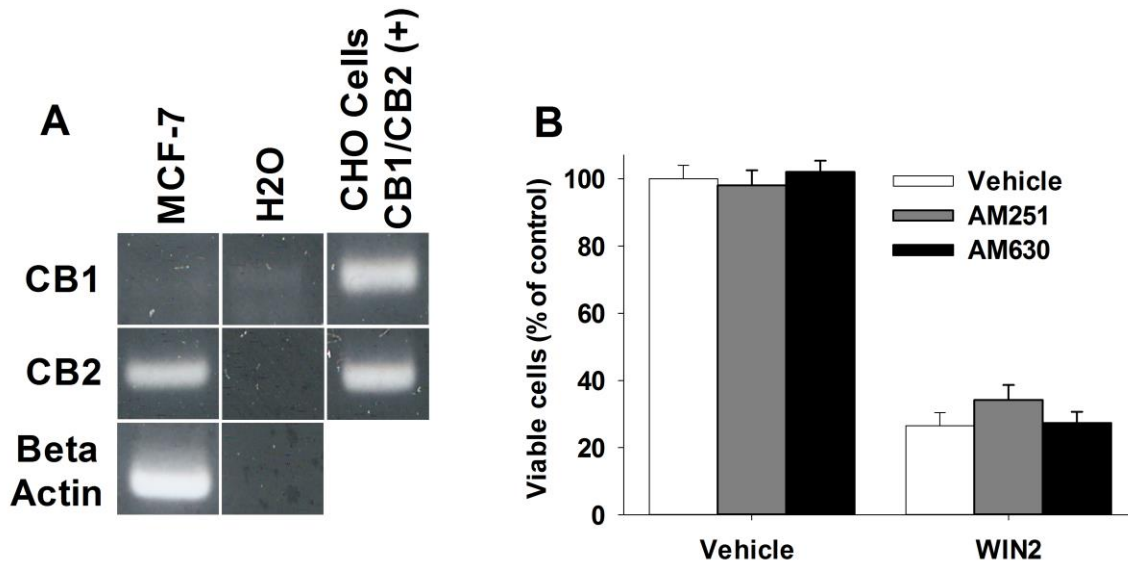 A
MCF-7
H2O
CHO Cells
CB1/CB2 (+)
CB1
CB2
Beta
Actin
B
Viable cells (% of control)
100
80
60
40
20
0
Vehicle
AM251
AM630
Vehicle
WIN2